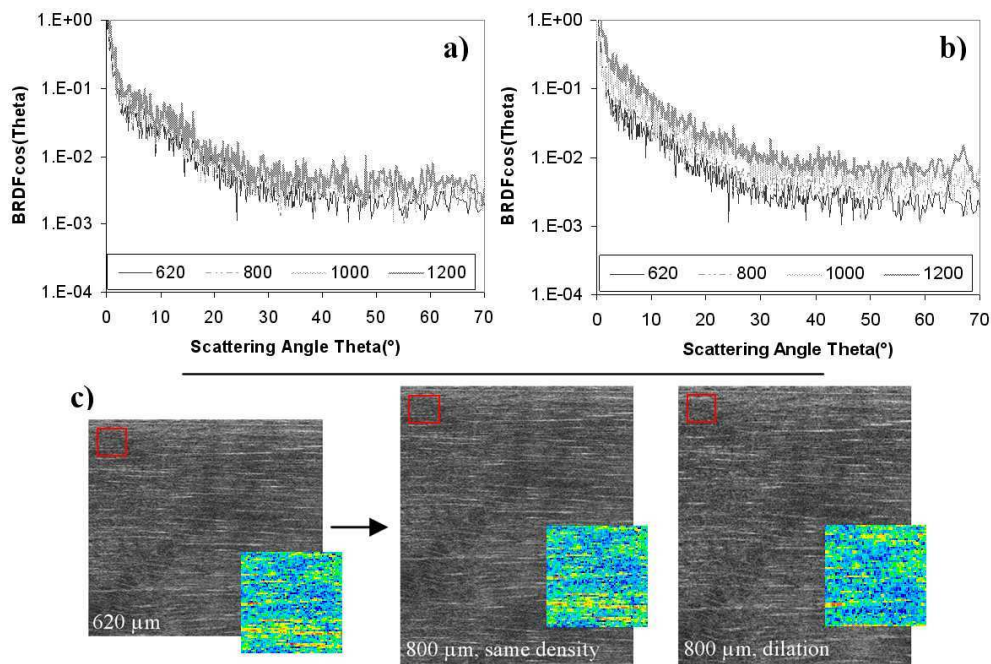 a)
1.E+00
1.E-01
1.E-02
1.E-03
1.E-04
BRDFcos(Theta)
620 800 1000 1200
0 10 20 30 40 50 60 70
Scattering Angle Theta(°)
b)
1.E+00
1.E-01
1.E-02
1.E-03
1.E-04
BRDFcos(Theta)
620 800 1000 1200
0 10 20 30 40 50 60 70
Scattering Angle Theta(°)
c)
620 µm
800 µm, same density
800 µm, dilation